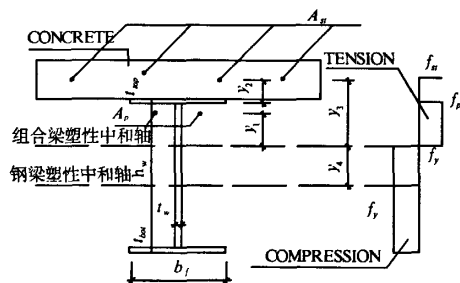 A_st
CONCRETE
TENSION
f_st
t_top
y_2
y_3
f_p
A_p
y_1
组合梁塑性中和轴
f_y
h_w
y_4
钢梁塑性中和轴
f_y
t_w
t_bot
COMPRESSION
b_f